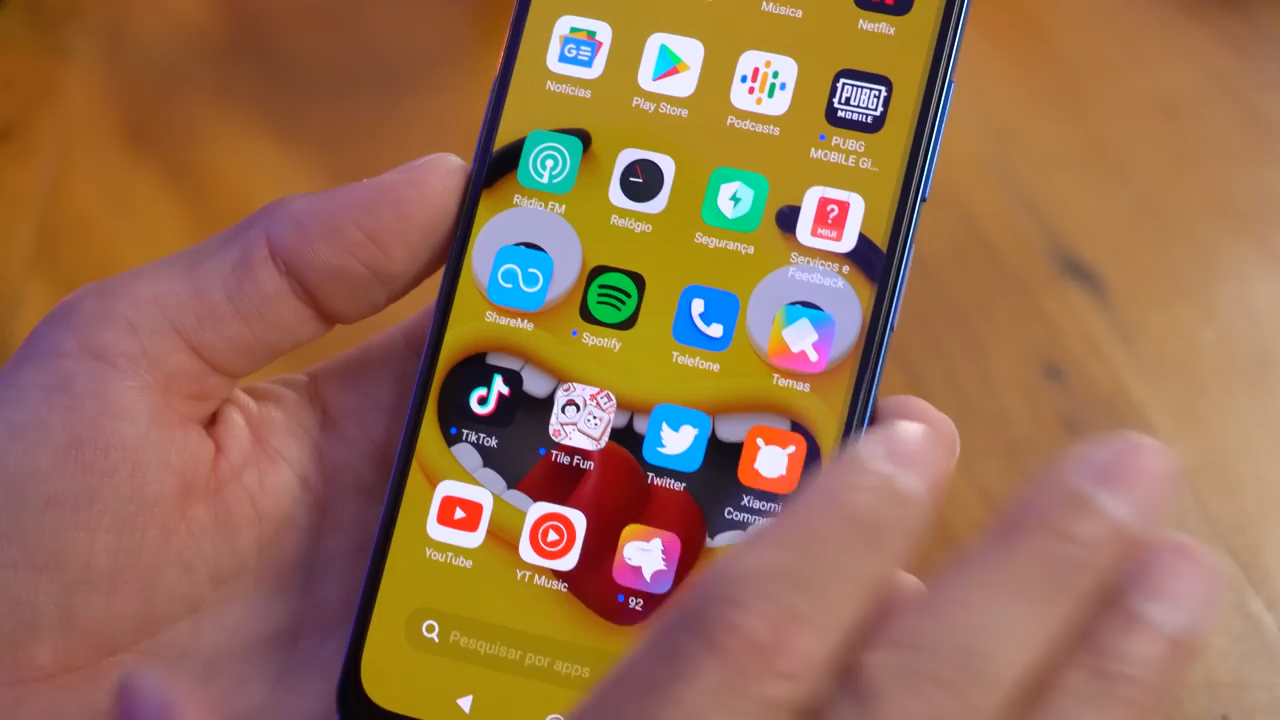 Música
Netflix
GE
Notícias
Play Store
Podcasts
PUBG
MOBILE
PUBG
MOBILE Gi...
Rádio FM
Relógio
Segurança
?
MIUI
Serviços e
Feedback
ShareMe
Spotify
Telefone
Temas
TikTok
Tile Fun
Twitter
Xiaomi
YouTube
YT Music
92
Pesquisar por apps